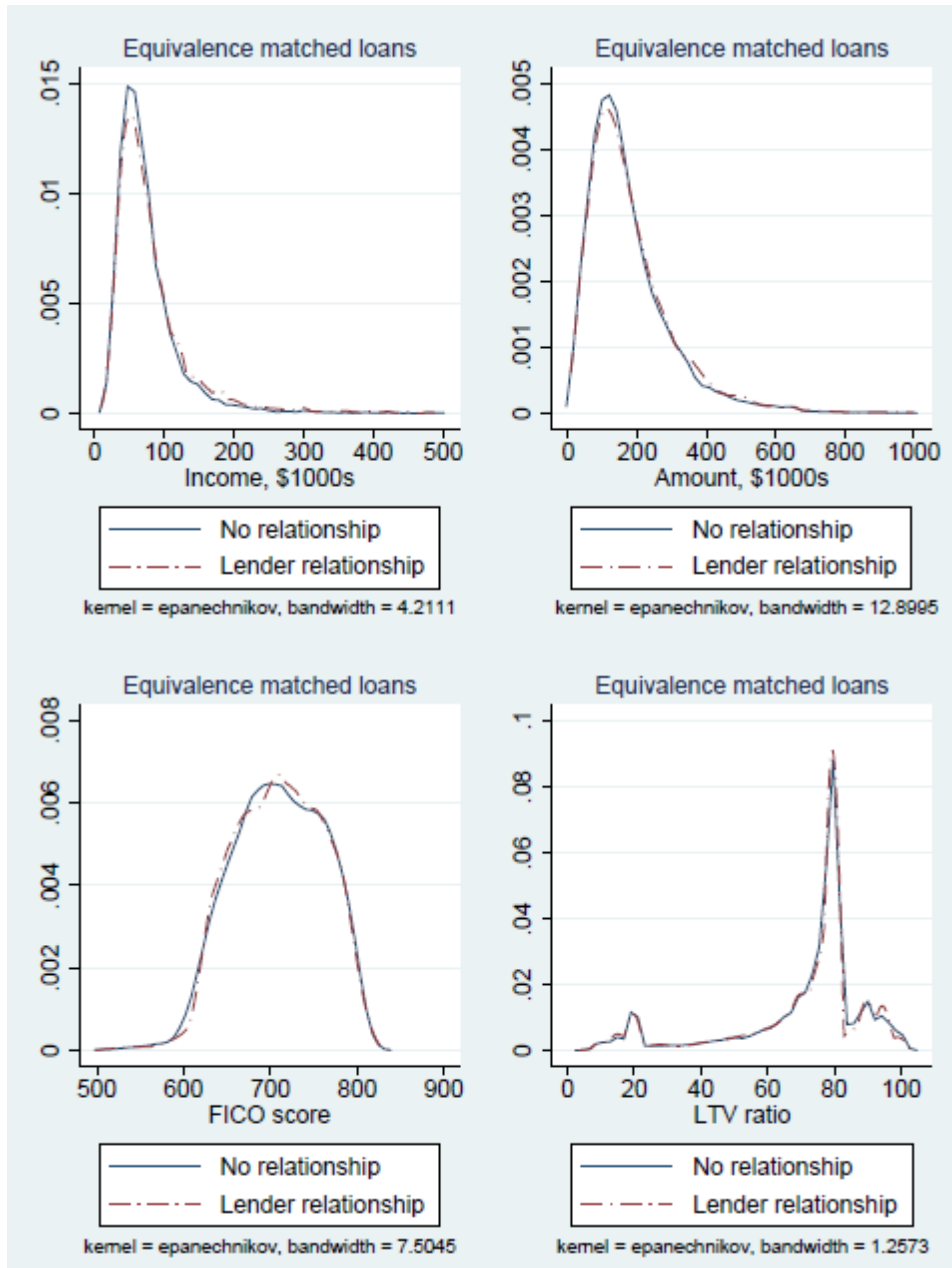 Equivalence matched loans
.015
.01
.005
0
0 100 200 300 400 500
Income, $1000s
No relationship
Lender relationship
kernel = epanechnikov, bandwidth = 4.2111
Equivalence matched loans
.005
.004
.003
.002
.001
0
0 200 400 600 800 1000
Amount, $1000s
No relationship
Lender relationship
kernel = epanechnikov, bandwidth = 12.8995
Equivalence matched loans
.008
.006
.004
.002
0
500 600 700 800 900
FICO score
No relationship
Lender relationship
kernel = epanechnikov, bandwidth = 7.5045
Equivalence matched loans
.1
.08
.06
.04
.02
0
0 20 40 60 80 100
LTV ratio
No relationship
Lender relationship
kernel = epanechnikov, bandwidth = 1.2573